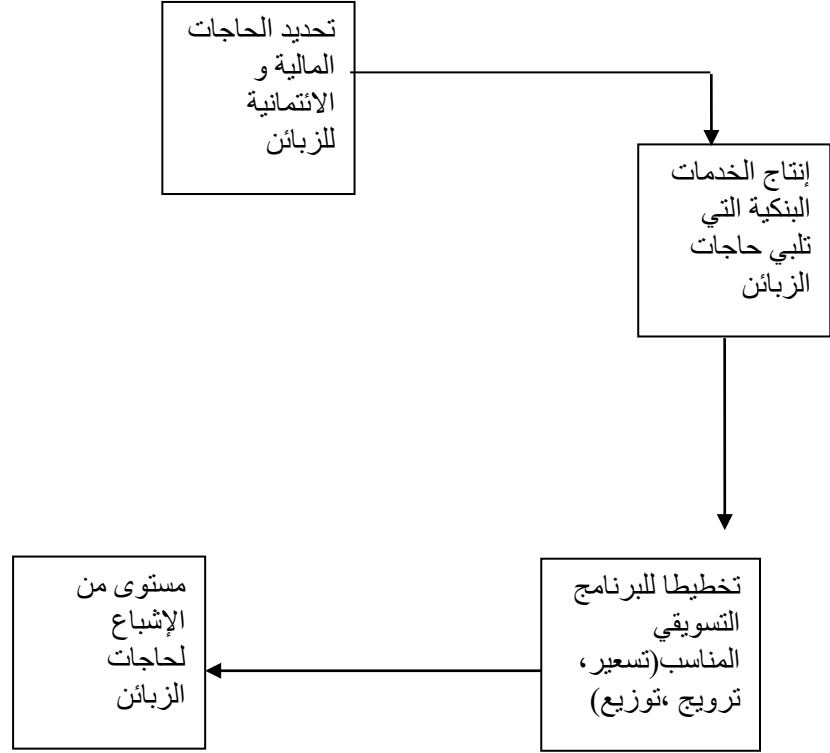 تحديد الحاجات
المالية و
الائتمانية
للزبائن
إنتاج الخدمات
البنكية التي
تلبي حاجات
الزبائن
تخطيطا للبرنامج
التسويقي
المناسب(تسعير،
ترويج ،توزيع)
مستوى من
الإشباع
لحاجات
الزبائن